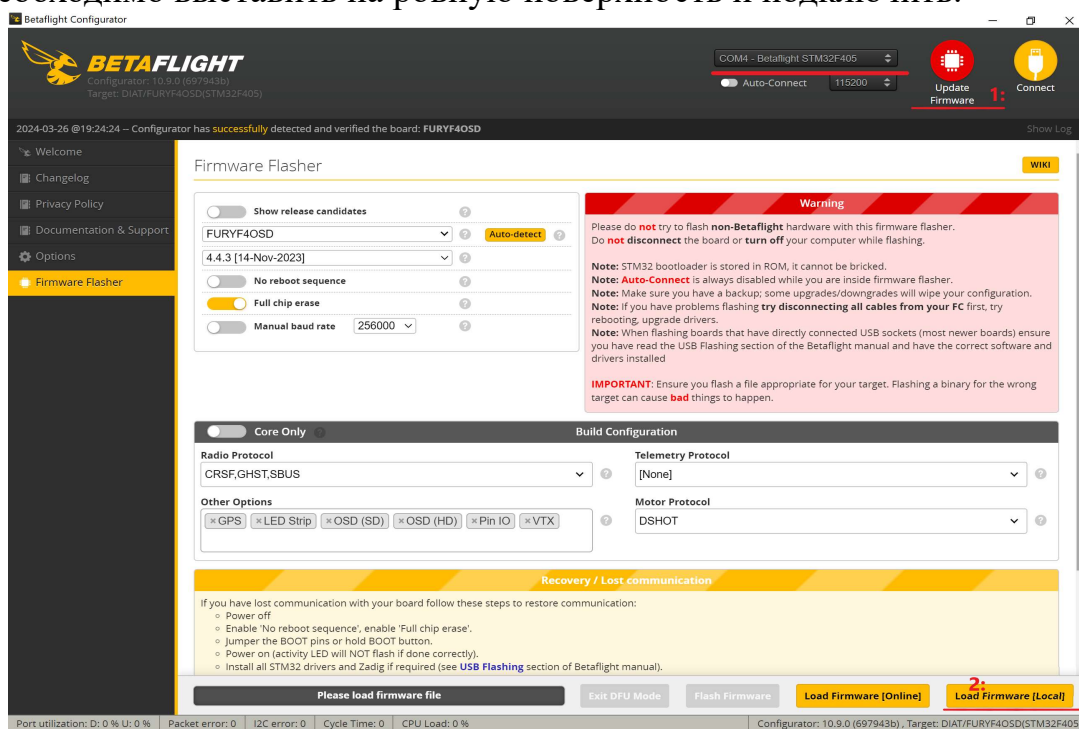 необходимо выставить на ровную поверхность и подключить.
Betaflight Configurator
BETAFLIGHT
Configurator: 10.9.0 (697943b)
Target: DIAT/FURYF4OSD(STM32F405)
COM4 - Betaflight STM32F405
Auto-Connect 115200
Update Firmware
1:
Connect
2024-03-26 @19:24:24 -- Configurator has successfully detected and verified the board: FURYF4OSD
Show Log
Welcome
Changelog
Privacy Policy
Documentation & Support
Options
Firmware Flasher
Firmware Flasher
WIKI
Show release candidates
FURYF4OSD
Auto-detect
4.4.3 [14-Nov-2023]
No reboot sequence
Full chip erase
Manual baud rate 256000
Warning
Please do not try to flash non-Betaflight hardware with this firmware flasher.
Do not disconnect the board or turn off your computer while flashing.
Note: STM32 bootloader is stored in ROM, it cannot be bricked.
Note: Auto-Connect is always disabled while you are inside firmware flasher.
Note: Make sure you have a backup; some upgrades/downgrades will wipe your configuration.
Note: If you have problems flashing try disconnecting all cables from your FC first, try
rebooting, upgrade drivers.
Note: When flashing boards that have directly connected USB sockets (most newer boards) ensure
you have read the USB Flashing section of the Betaflight manual and have the correct software and
drivers installed
IMPORTANT: Ensure you flash a file appropriate for your target. Flashing a binary for the wrong
target can cause bad things to happen.
Core Only
Build Configuration
Radio Protocol
CRSF,GHST,SBUS
Telemetry Protocol
[None]
Other Options
×GPS ×LED Strip ×OSD (SD) ×OSD (HD) ×Pin IO ×VTX
Motor Protocol
DSHOT
Recovery / Lost communication
If you have lost communication with your board follow these steps to restore communication:
Power off
Enable 'No reboot sequence', enable 'Full chip erase'.
Jumper the BOOT pins or hold BOOT button.
Power on (activity LED will NOT flash if done correctly).
Install all STM32 drivers and Zadig if required (see USB Flashing section of Betaflight manual).
2:
Please load firmware file
Exit DFU Mode
Flash Firmware
Load Firmware [Online]
Load Firmware [Local]
Port utilization: D: 0 % U: 0 % Packet error: 0 I2C error: 0 Cycle Time: 0 CPU Load: 0 %
Configurator: 10.9.0 (697943b) , Target: DIAT/FURYF4OSD(STM32F405